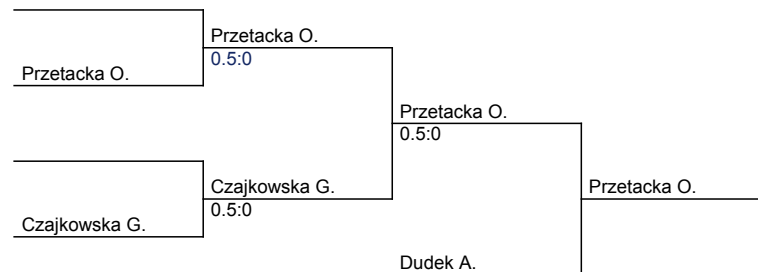 Przetacka O.
0.5:0
Przetacka O.
Przetacka O.
0.5:0
Czajkowska G.
0.5:0
Przetacka O.
Czajkowska G.
Dudek A.